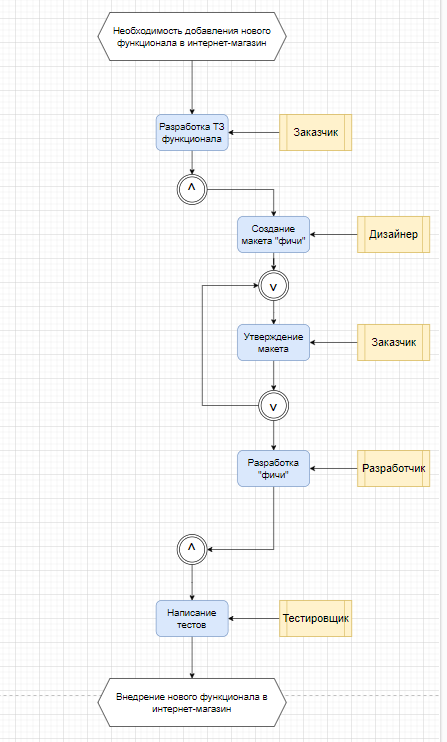 Необходимость добавления нового
функционала в интернет-магазин
Разработка ТЗ
функционала
Заказчик
^
Создание
макета "фичи"
Дизайнер
v
Утверждение
макета
Заказчик
v
Разработка
"фичи"
Разработчик
^
Написание
тестов
Тестировщик
Внедрение нового функционала в
интернет-магазин